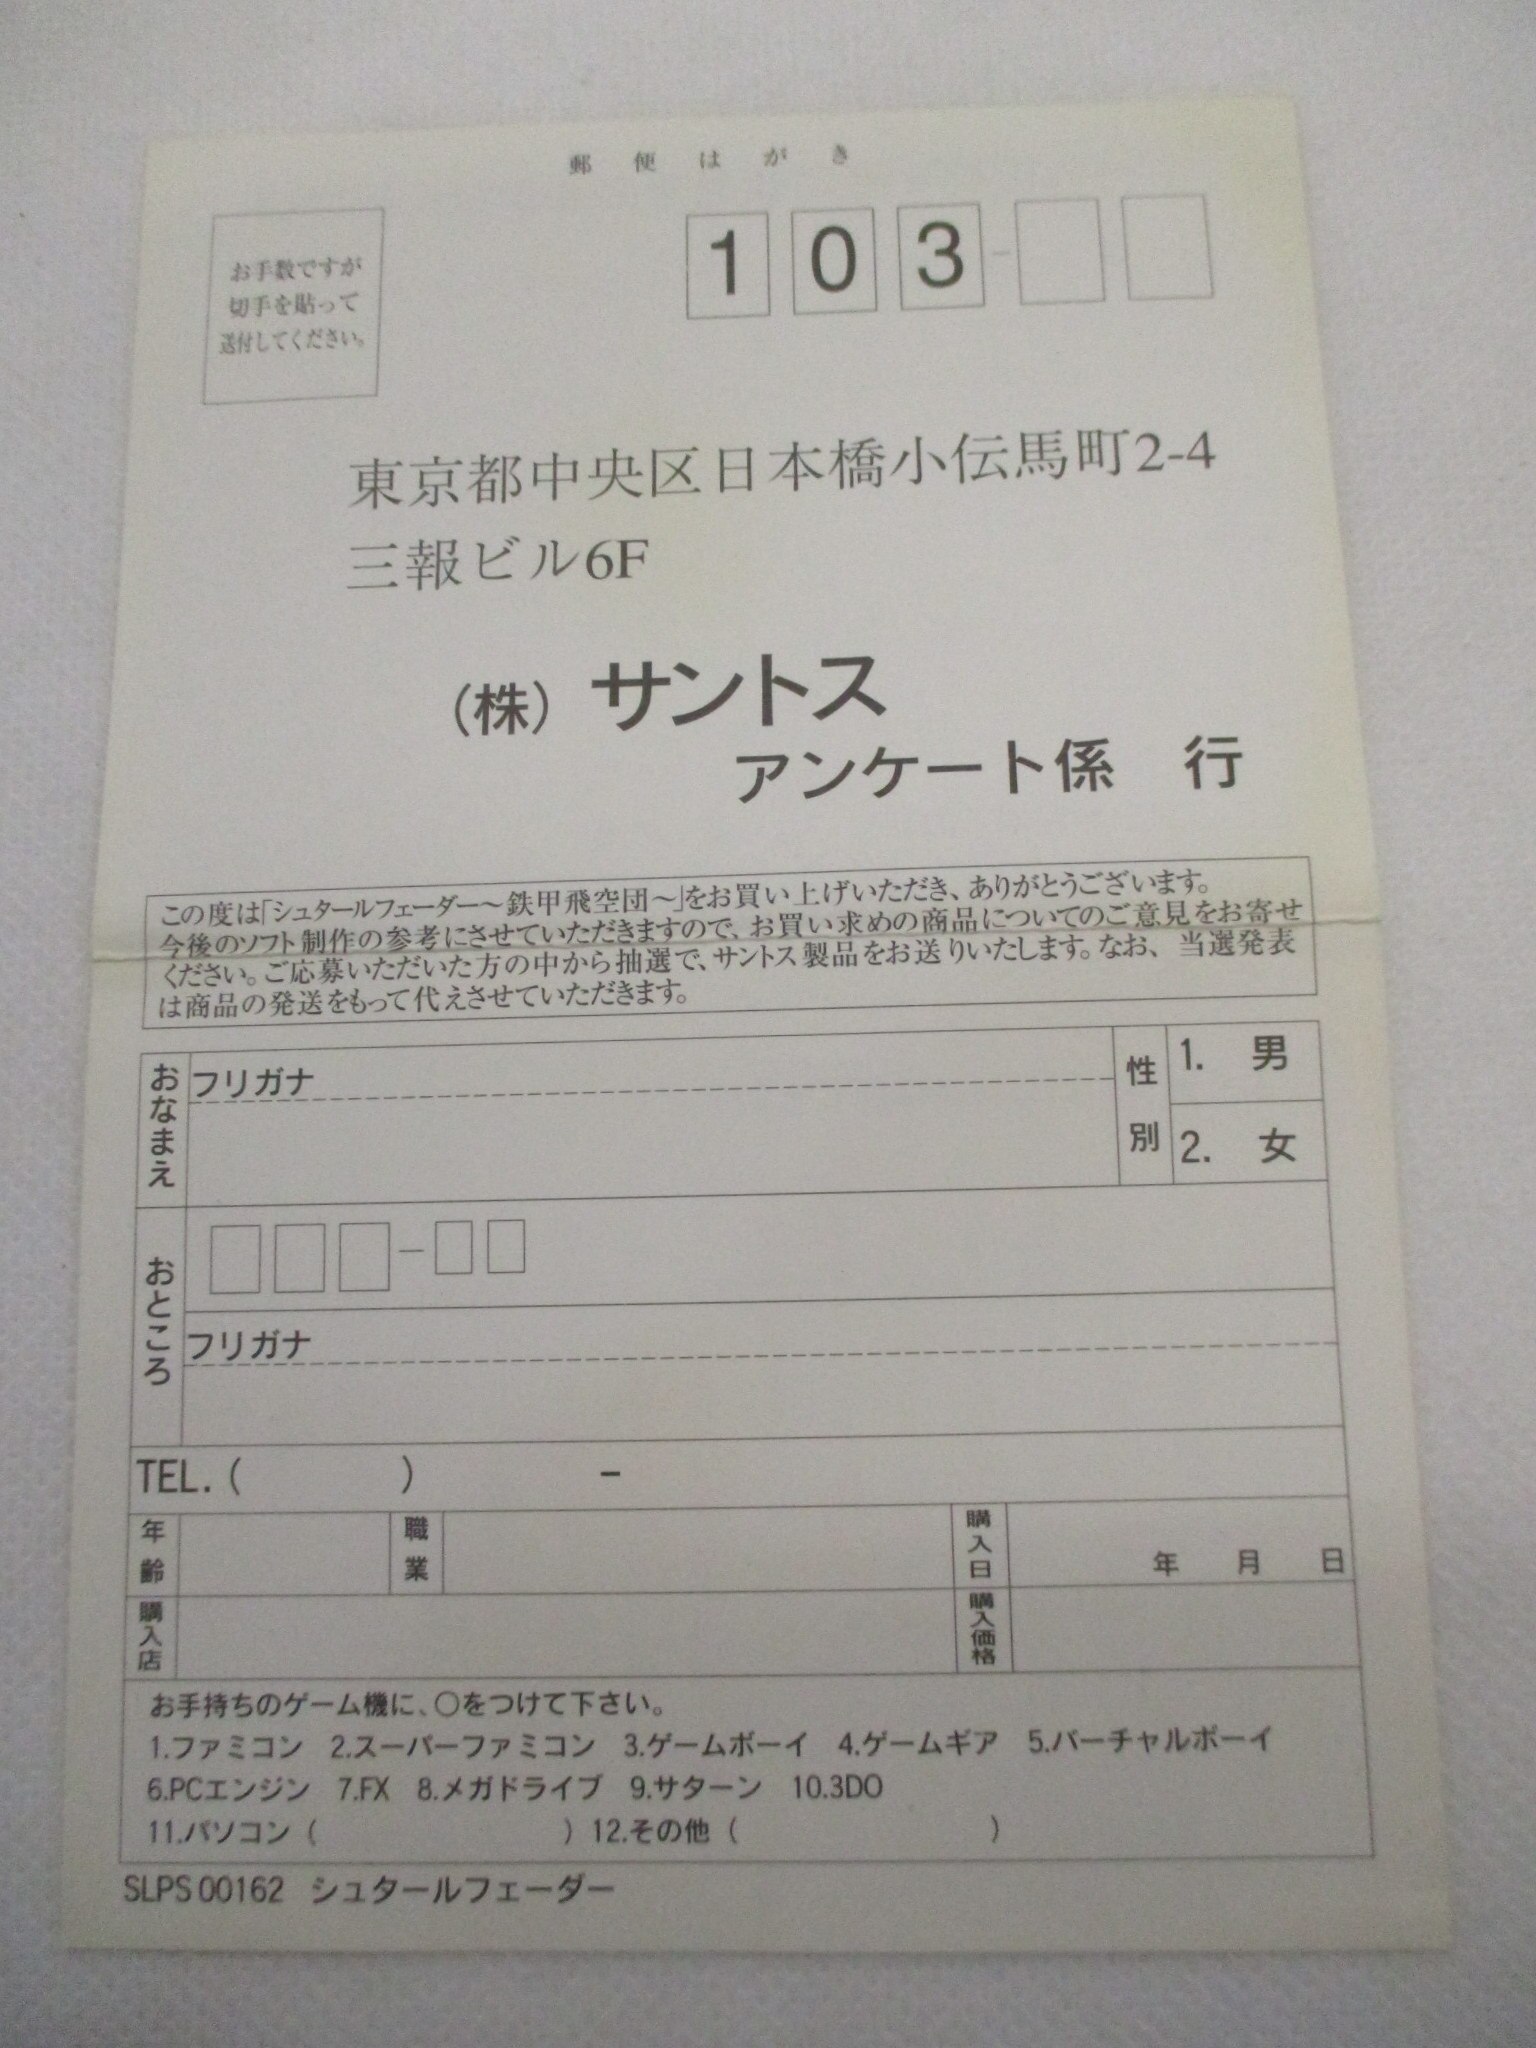 郵便はがき
お手数ですが
切手を貼って
送付してください。
103-
東京都中央区日本橋小伝馬町2-4
三報ビル6F
(株) サントス
アンケート係 行
この度は「シュタールフェーダー〜鉄甲飛空団〜」をお買い上げいただき、ありがとうございます。
今後のソフト制作の参考にさせていただきますので、お買い求めの商品についてのご意見をお寄せ
ください。ご応募いただいた方の中から抽選で、サントス製品をお送りいたします。なお、当選発表
は商品の発送をもって代えさせていただきます。
おなまえ
フリガナ
性別
1. 男
2. 女
おところ
フリガナ
TEL. ( ) -
年齢
職業
購入日
年 月 日
購入店
購入価格
お手持ちのゲーム機に、○をつけて下さい。
1.ファミコン 2.スーパーファミコン 3.ゲームボーイ 4.ゲームギア 5.バーチャルボーイ
6.PCエンジン 7.FX 8.メガドライブ 9.サターン 10.3DO
11.パソコン ( ) 12.その他 ( )
SLPS 00162 シュタールフェーダー